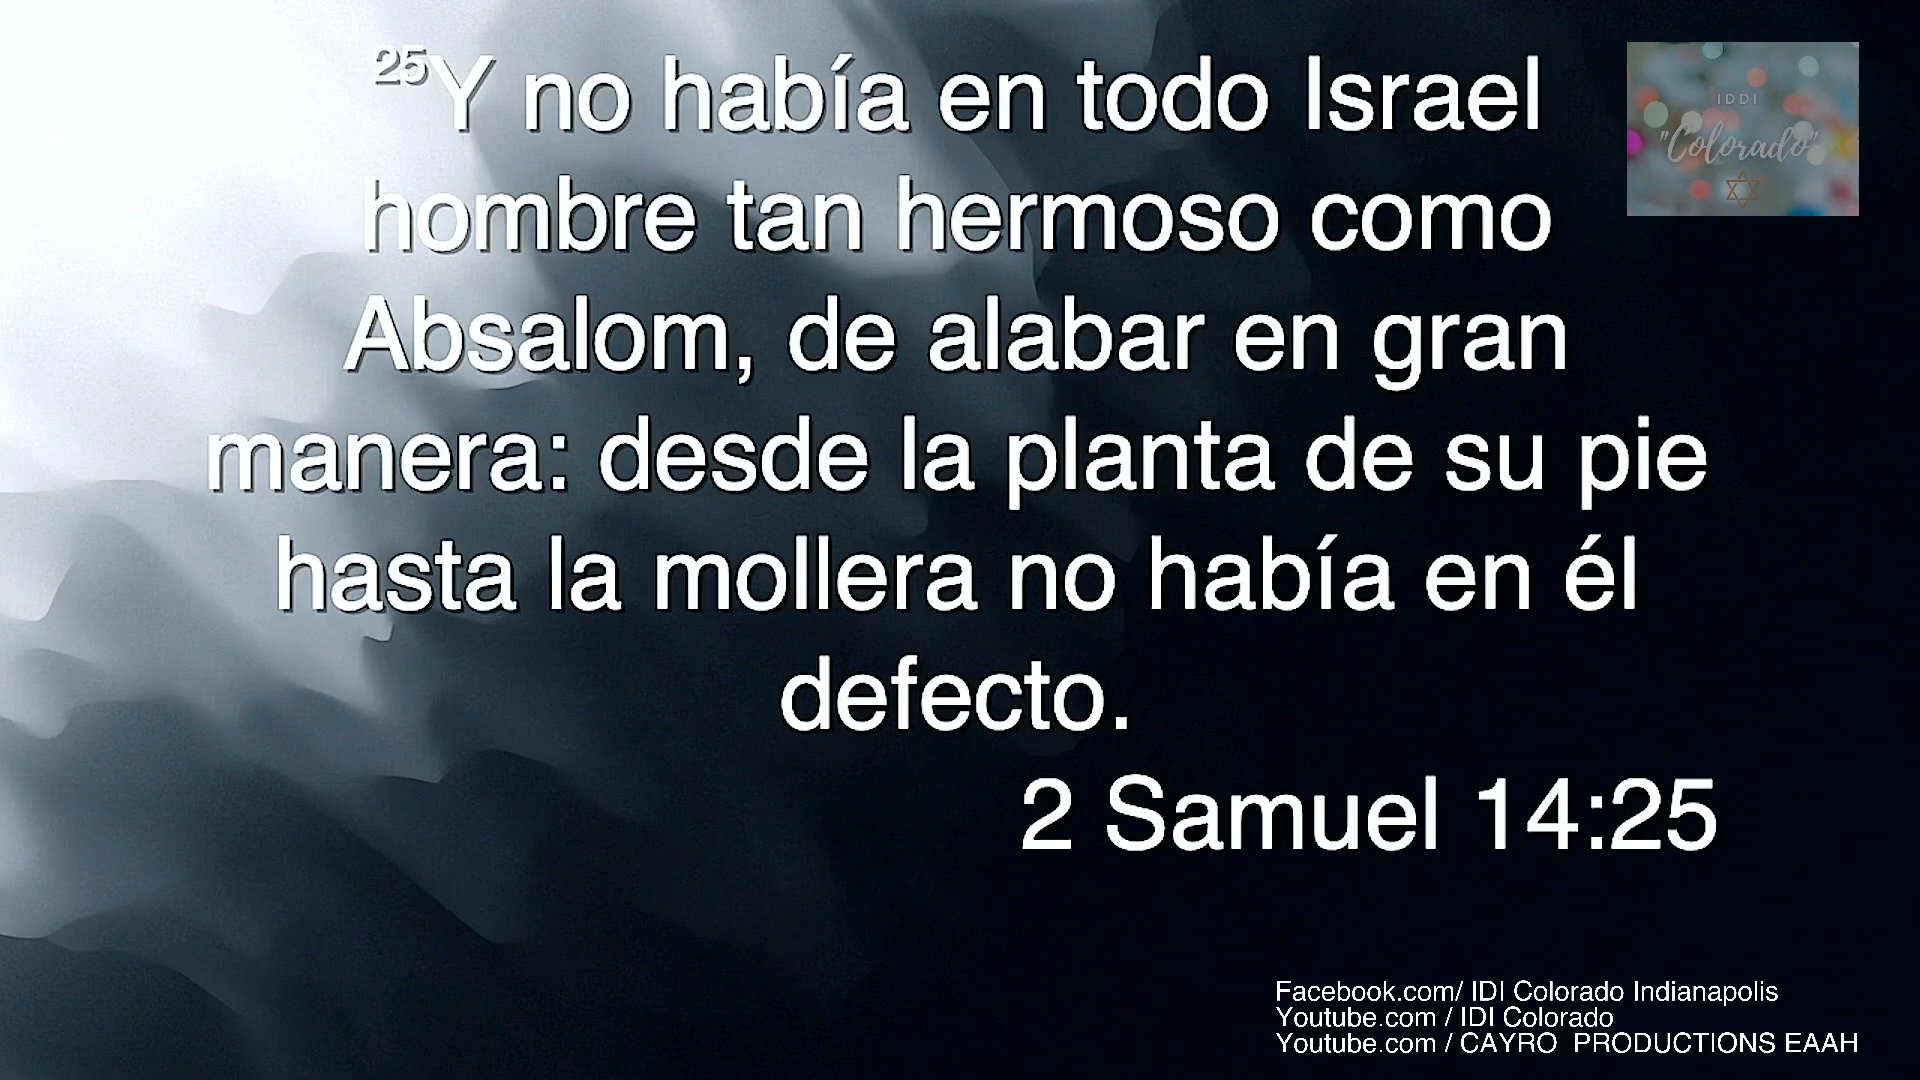 25Y no había en todo Israel
hombre tan hermoso como
Absalom, de alabar en gran
manera: desde la planta de su pie
hasta la mollera no había en él
defecto.
2 Samuel 14:25
IDDI
"Colorado"
Facebook.com/ IDI Colorado Indianapolis
Youtube.com / IDI Colorado
Youtube.com / CAYRO  PRODUCTIONS EAAH